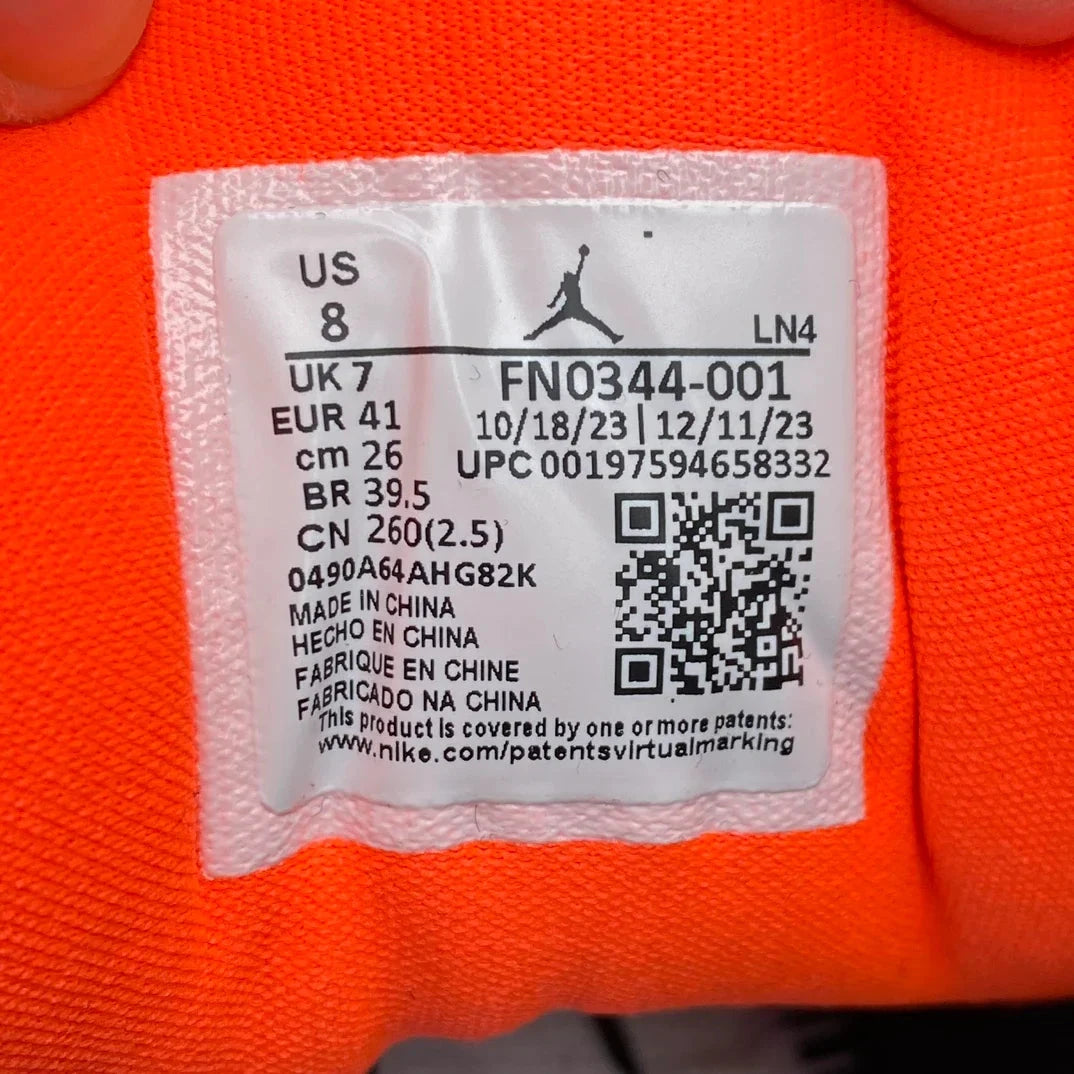 US
8
LN4
UK 7
FN0344-001
EUR 41
10/18/23 | 12/11/23
cm 26
UPC 00197594658332
BR 39.5
CN 260(2.5)
0490A64AHG82K
MADE IN CHINA
HECHO EN CHINA
FABRIQUE EN CHINE
FABRICADO NA CHINA
This product is covered by one or more patents:
www.nike.com/patentsvirtualmarking